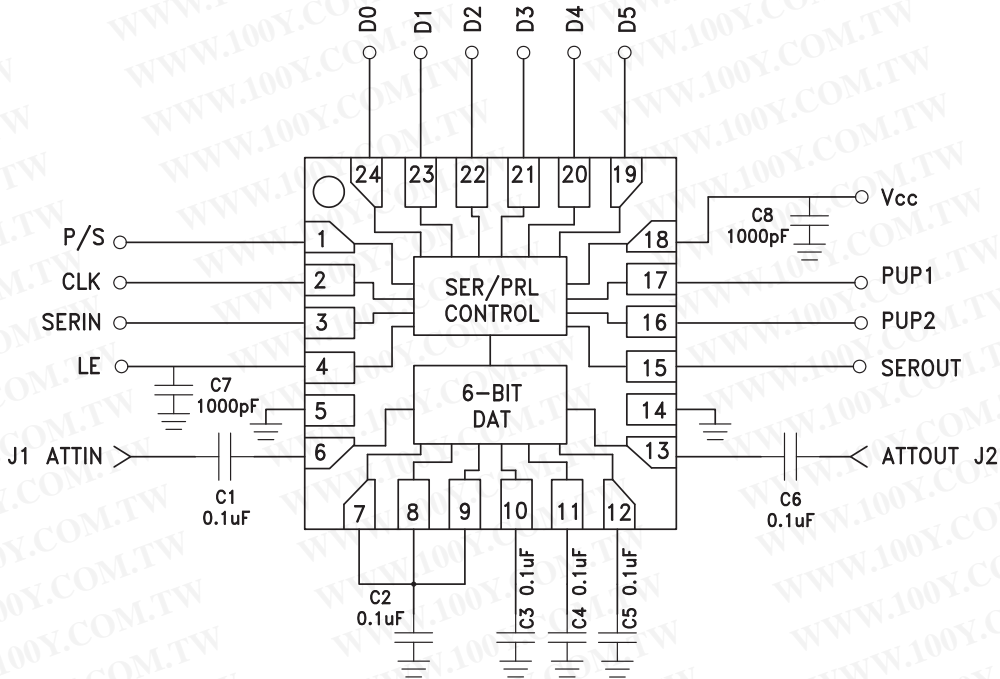 D0 D1 D2 D3 D4 D5
24 23 22 21 20 19
P/S 1
CLK 2
SERIN 3
LE 4
5
J1 ATTIN 6
C7
1000pF
C1
0.1uF
SER/PRL
CONTROL
6-BIT
DAT
18 Vcc
C8
1000pF
17 PUP1
16 PUP2
15 SEROUT
14
13 ATTOUT J2
C6
0.1uF
7 8 9 10 11 12
C2
0.1uF
C3 0.1uF
C4 0.1uF
C5 0.1uF
WWW.100Y.COM.TW